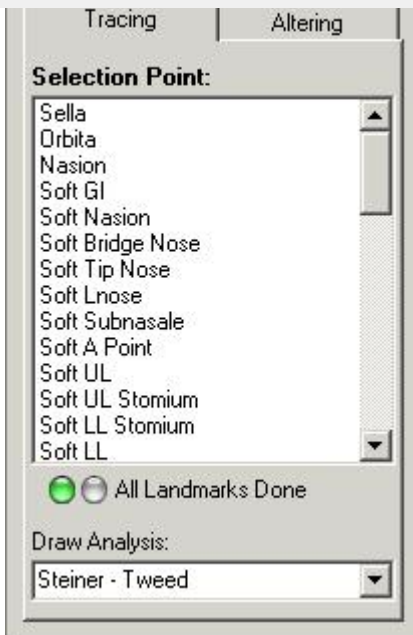 Tracing
Altering
Selection Point:
Sella
Orbita
Nasion
Soft Gl
Soft Nasion
Soft Bridge Nose
Soft Tip Nose
Soft Lnose
Soft Subnasale
Soft A Point
Soft UL
Soft UL Stomium
Soft LL Stomium
Soft LL
All Landmarks Done
Draw Analysis:
Steiner - Tweed